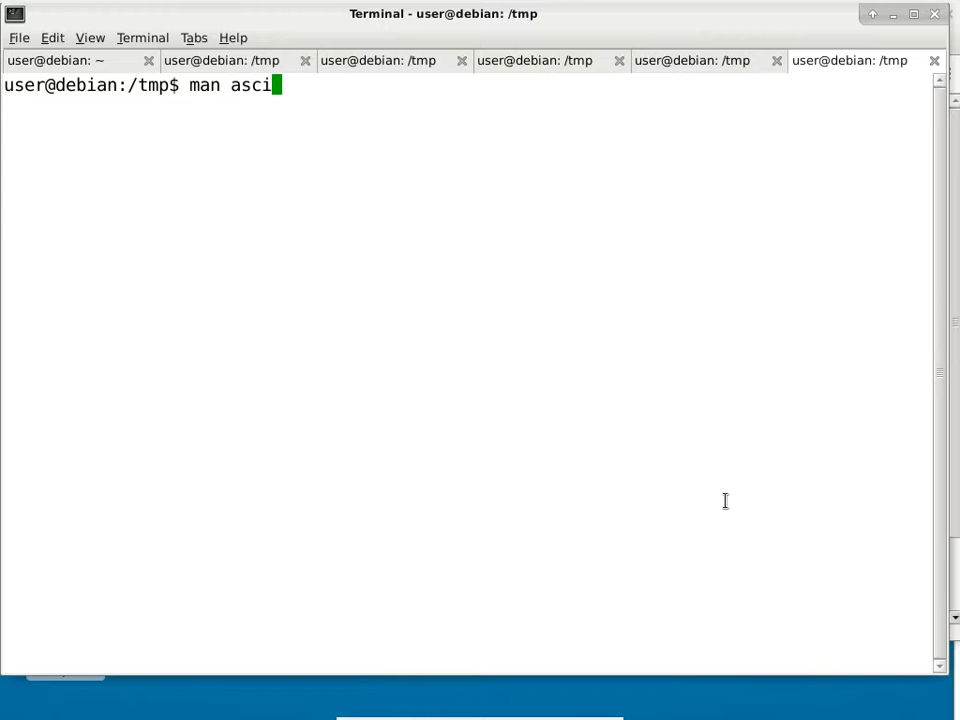 Terminal - user@debian: /tmp
File Edit View Terminal Tabs Help
user@debian: ~ user@debian: /tmp user@debian: /tmp user@debian: /tmp user@debian: /tmp user@debian: /tmp
user@debian:/tmp$ man asci